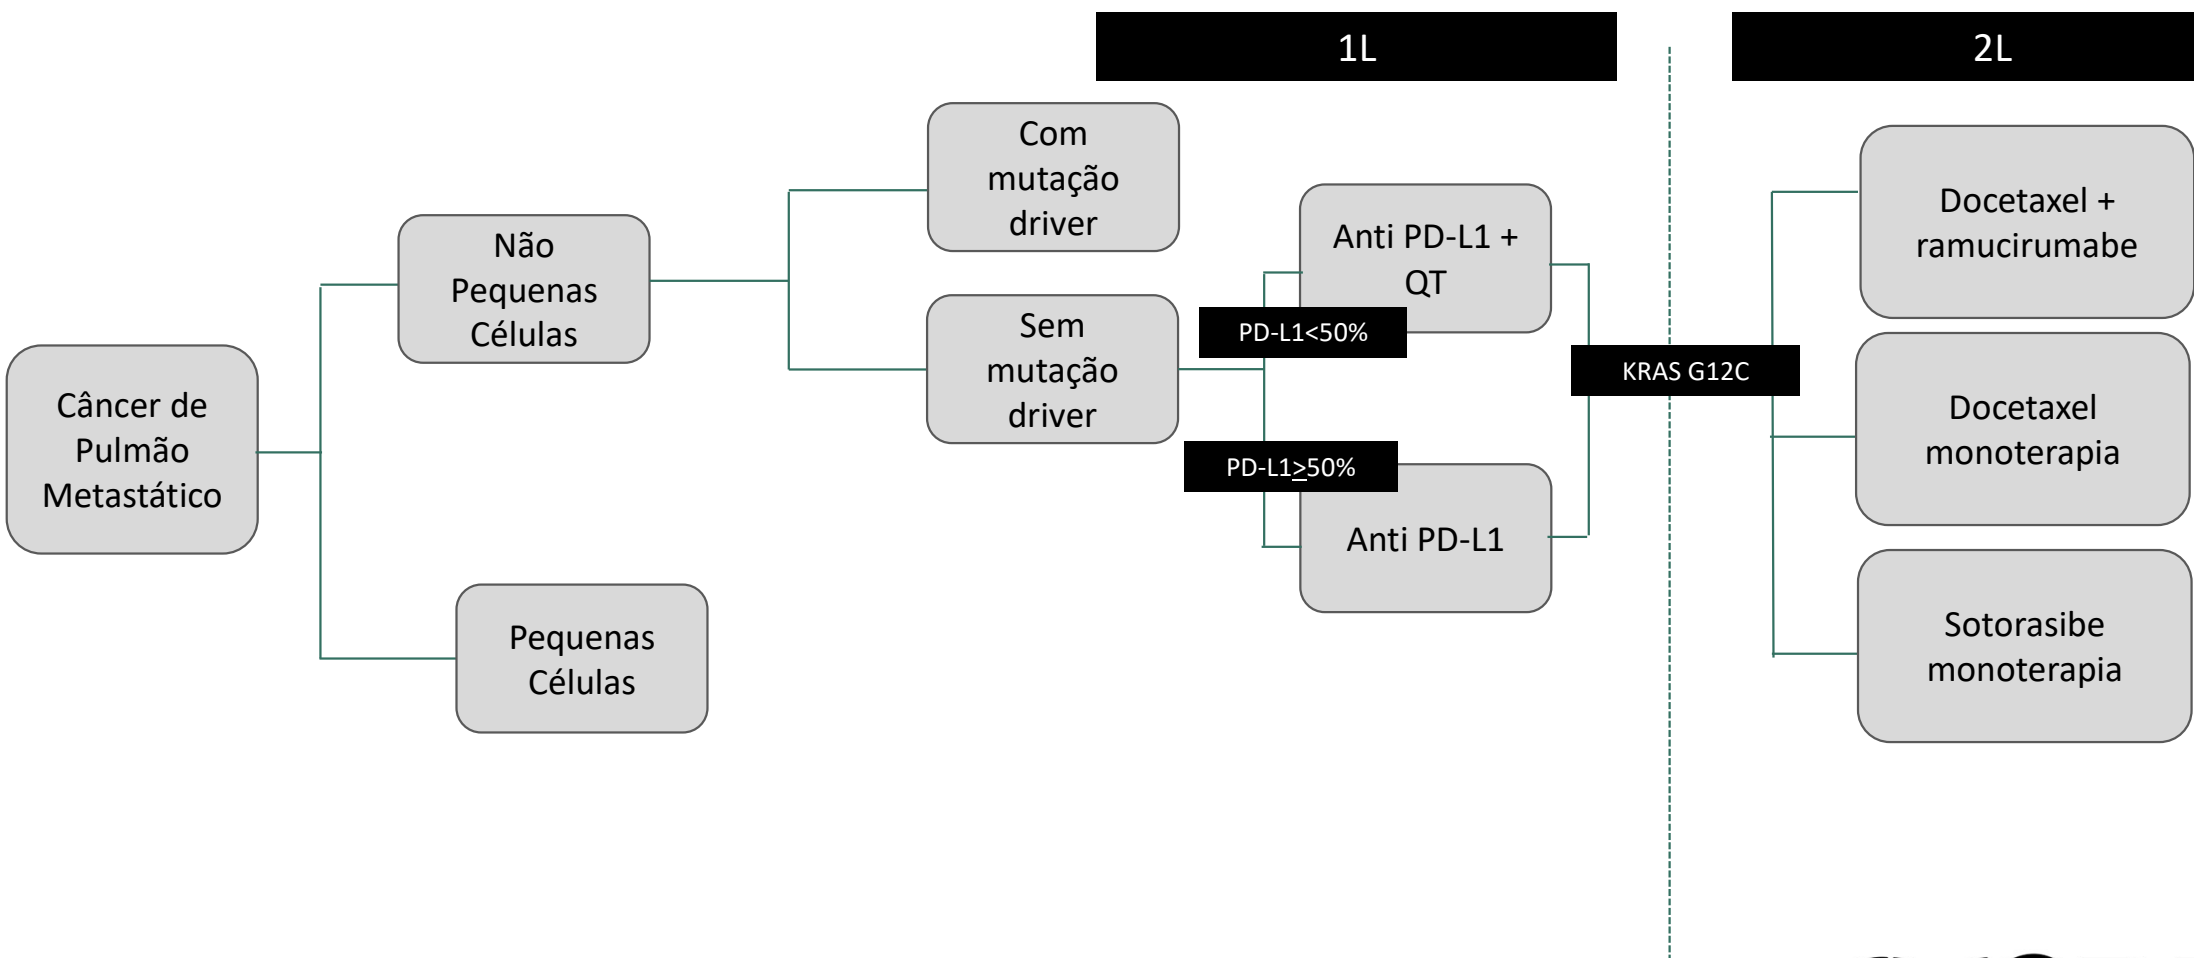 1L
2L
Com
mutação
driver
Docetaxel +
ramucirumabe
Não
Pequenas
Células
Anti PD-L1 +
QT
Sem
mutação
driver
PD-L1<50%
KRAS G12C
Câncer de
Pulmão
Metastático
Docetaxel
monoterapia
PD-L1≥50%
Anti PD-L1
Pequenas
Células
Sotorasibe
monoterapia